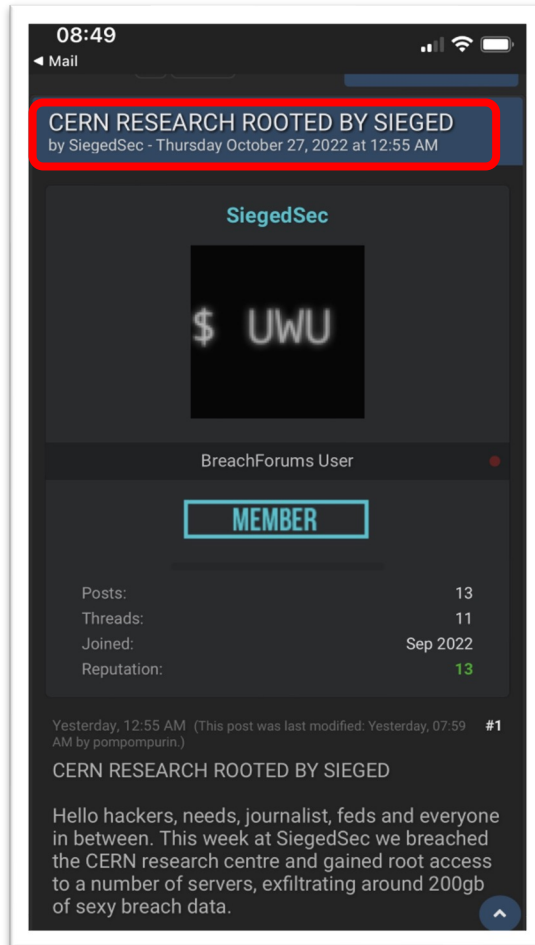 08:49
Mail
CERN RESEARCH ROOTED BY SIEGED
by SiegedSec - Thursday October 27, 2022 at 12:55 AM
SiegedSec
$ UWU
BreachForums User
MEMBER
Posts: 13
Threads: 11
Joined: Sep 2022
Reputation: 13
Yesterday, 12:55 AM (This post was last modified: Yesterday, 07:59 #1
AM by pompompurin.)
CERN RESEARCH ROOTED BY SIEGED
Hello hackers, needs, journalist, feds and everyone
in between. This week at SiegedSec we breached
the CERN research centre and gained root access
to a number of servers, exfiltrating around 200gb
of sexy breach data.